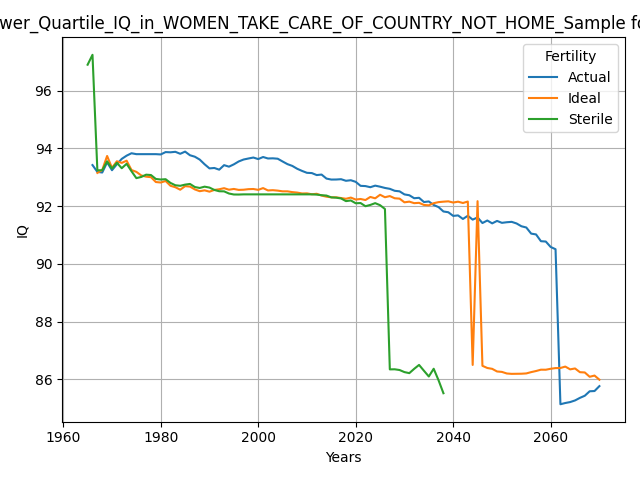 wer_Quartile_IQ_in_WOMEN_TAKE_CARE_OF_COUNTRY_NOT_HOME_Sample fo
Fertility
Actual
Ideal
Sterile
IQ
96
94
92
90
88
86
1960
1980
2000
2020
2040
2060
Years